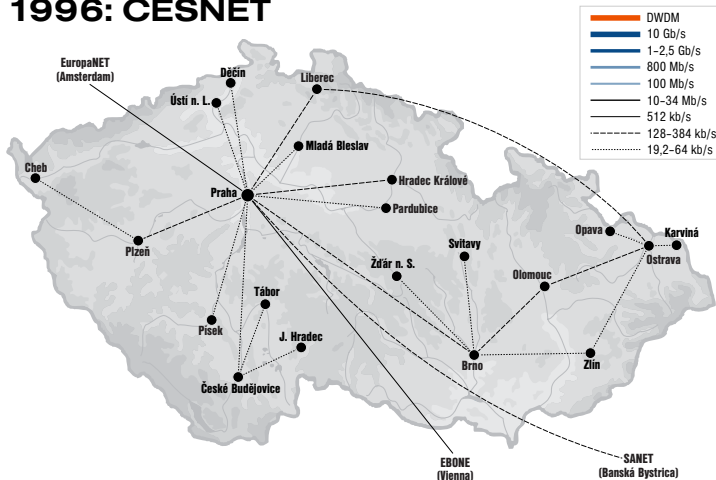 1996: CESNET
DWDM
10 Gb/s
1–2,5 Gb/s
800 Mb/s
100 Mb/s
10–34 Mb/s
512 kb/s
128–384 kb/s
19,2–64 kb/s
EuropaNET
(Amsterdam)
Děčín
Liberec
Ústí n. L.
Mladá Bleslav
Cheb
Praha
Hradec Králové
Pardubice
Opava
Karviná
Plzeň
Svitavy
Ostrava
Žďár n. S.
Olomouc
Tábor
Písek
J. Hradec
Brno
Zlín
České Budějovice
EBONE
(Vienna)
SANET
(Banská Bystrica)